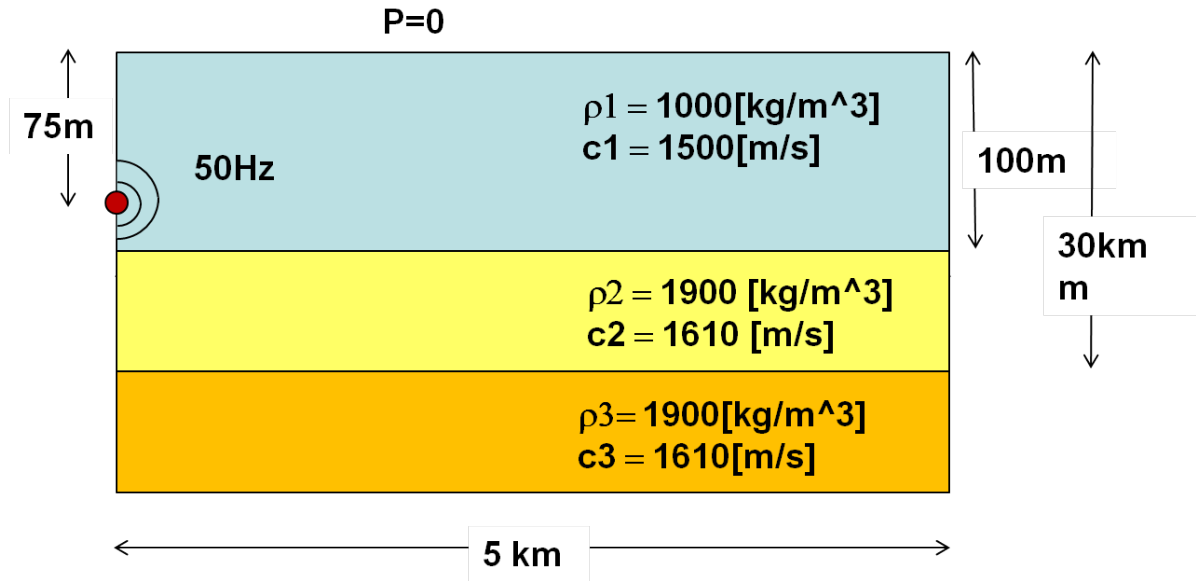 P=0
75m
50Hz
ρ1 = 1000[kg/m^3]
c1 = 1500[m/s]
100m
30km
m
ρ2 = 1900 [kg/m^3]
c2 = 1610 [m/s]
ρ3= 1900[kg/m^3]
c3 = 1610[m/s]
5 km